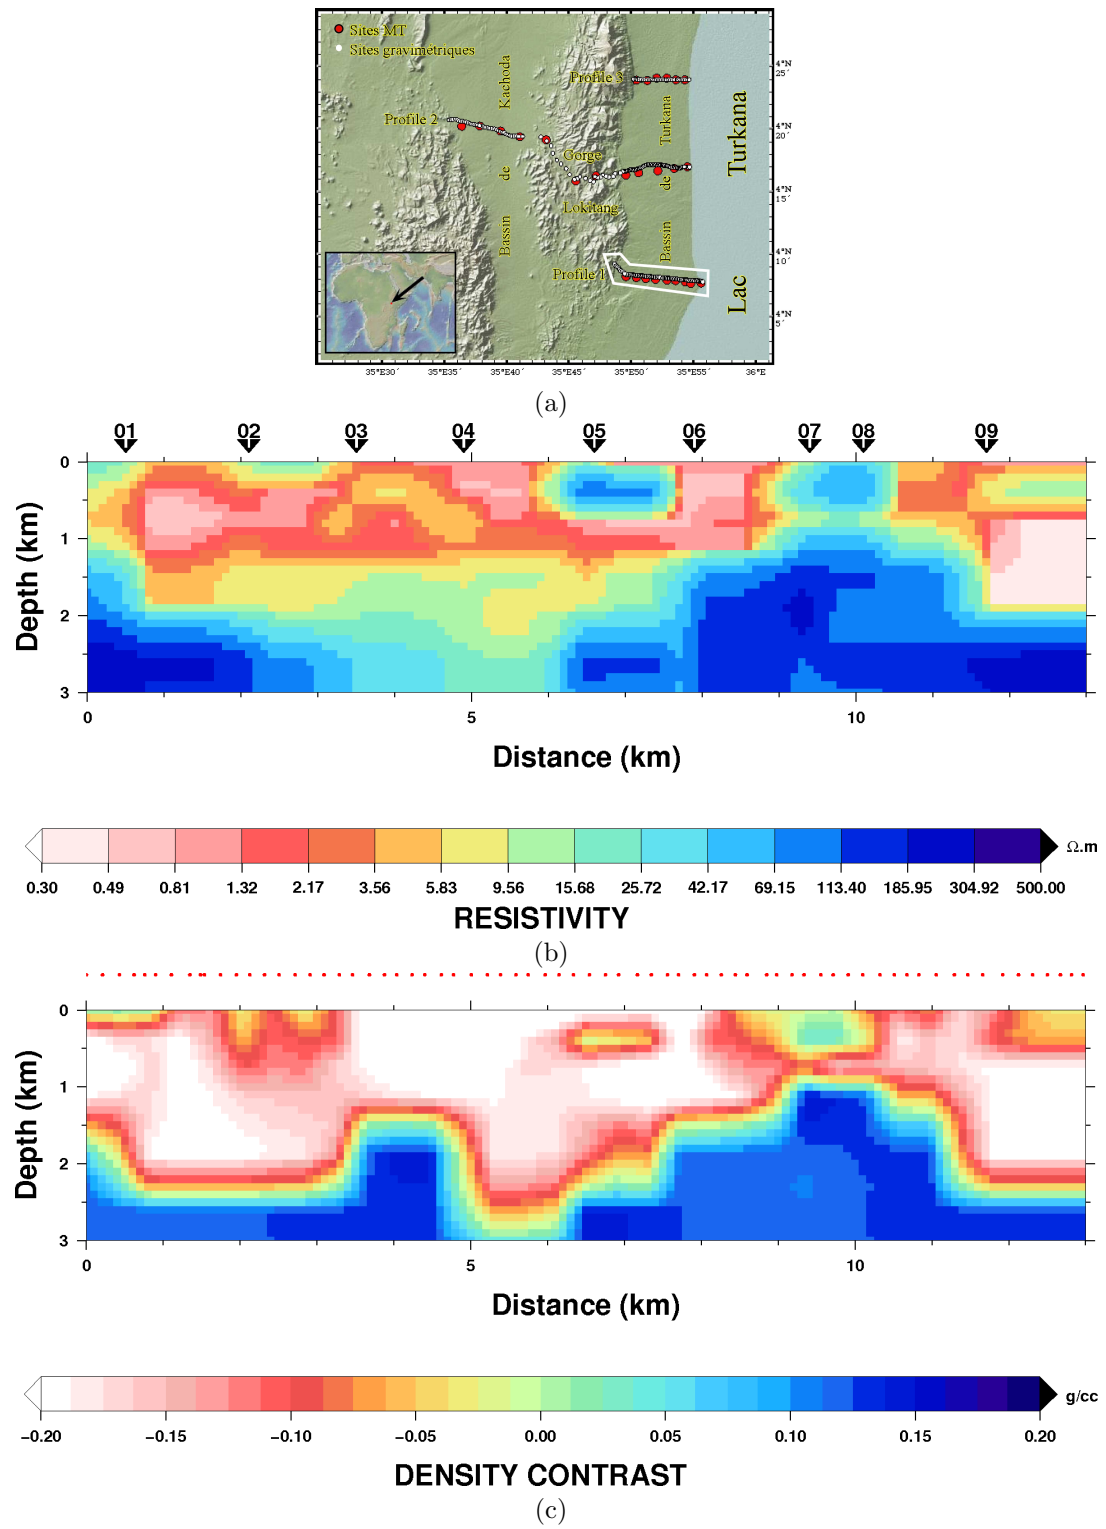 Sites MT
Sites gravimétriques
Profile 3
Profile 2
Profile 1
Kachoda
de
Bassin
Gorge
Lokitang
Turkana
de
Bassin
Turkana
Lac
4°N
25´
4°N
20´
4°N
15´
4°N
10´
4°N
5´
35°E30´ 35°E35´ 35°E40´ 35°E45´ 35°E50´ 35°E55´ 36°E
(a)
01 02 03 04 05 06 07 08 09
0
1
2
3
Depth (km)
0 5 10
Distance (km)
Ω.m
0.30 0.49 0.81 1.32 2.17 3.56 5.83 9.56 15.68 25.72 42.17 69.15 113.40 185.95 304.92 500.00
RESISTIVITY
(b)
0
1
2
3
Depth (km)
0 5 10
Distance (km)
g/cc
−0.20 −0.15 −0.10 −0.05 0.00 0.05 0.10 0.15 0.20
DENSITY CONTRAST
(c)